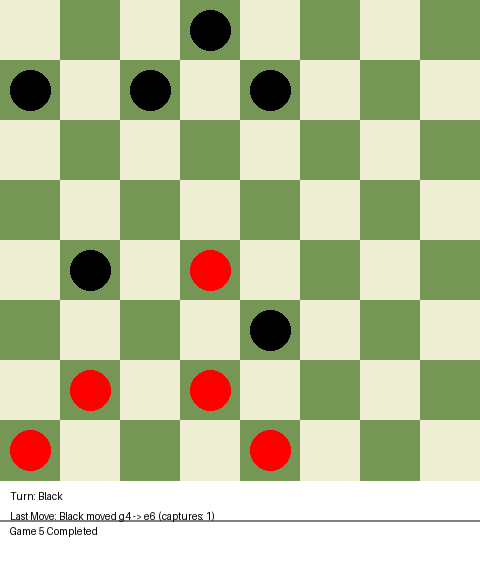 Turn: Black
Last Move: Black moved g4 -> e6 (captures: 1)
Game 5 Completed